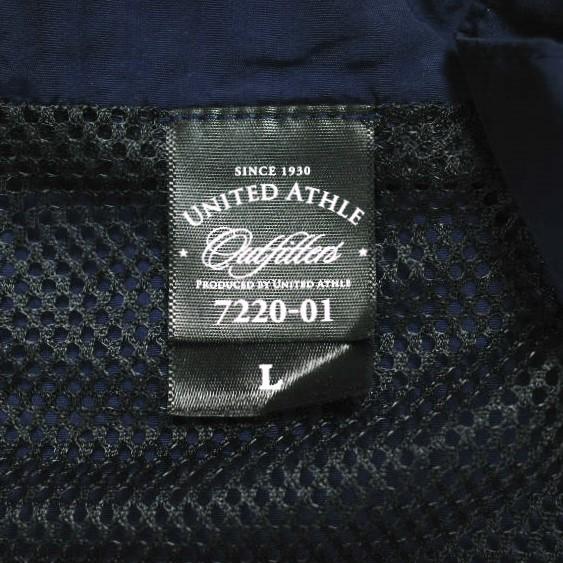 SINCE 1930
UNITED ATHLE
Outfitters
PRODUCED BY UNITED ATHLE
7220-01
L